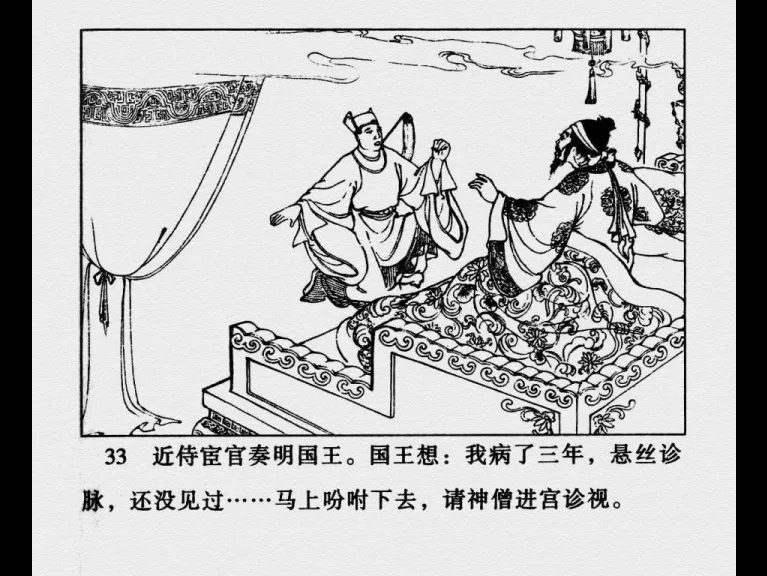 33 近侍宦官奏明国王。国王想：我病了三年，悬丝诊
脉，还没见过……马上吩咐下去，请神僧进宫诊视。